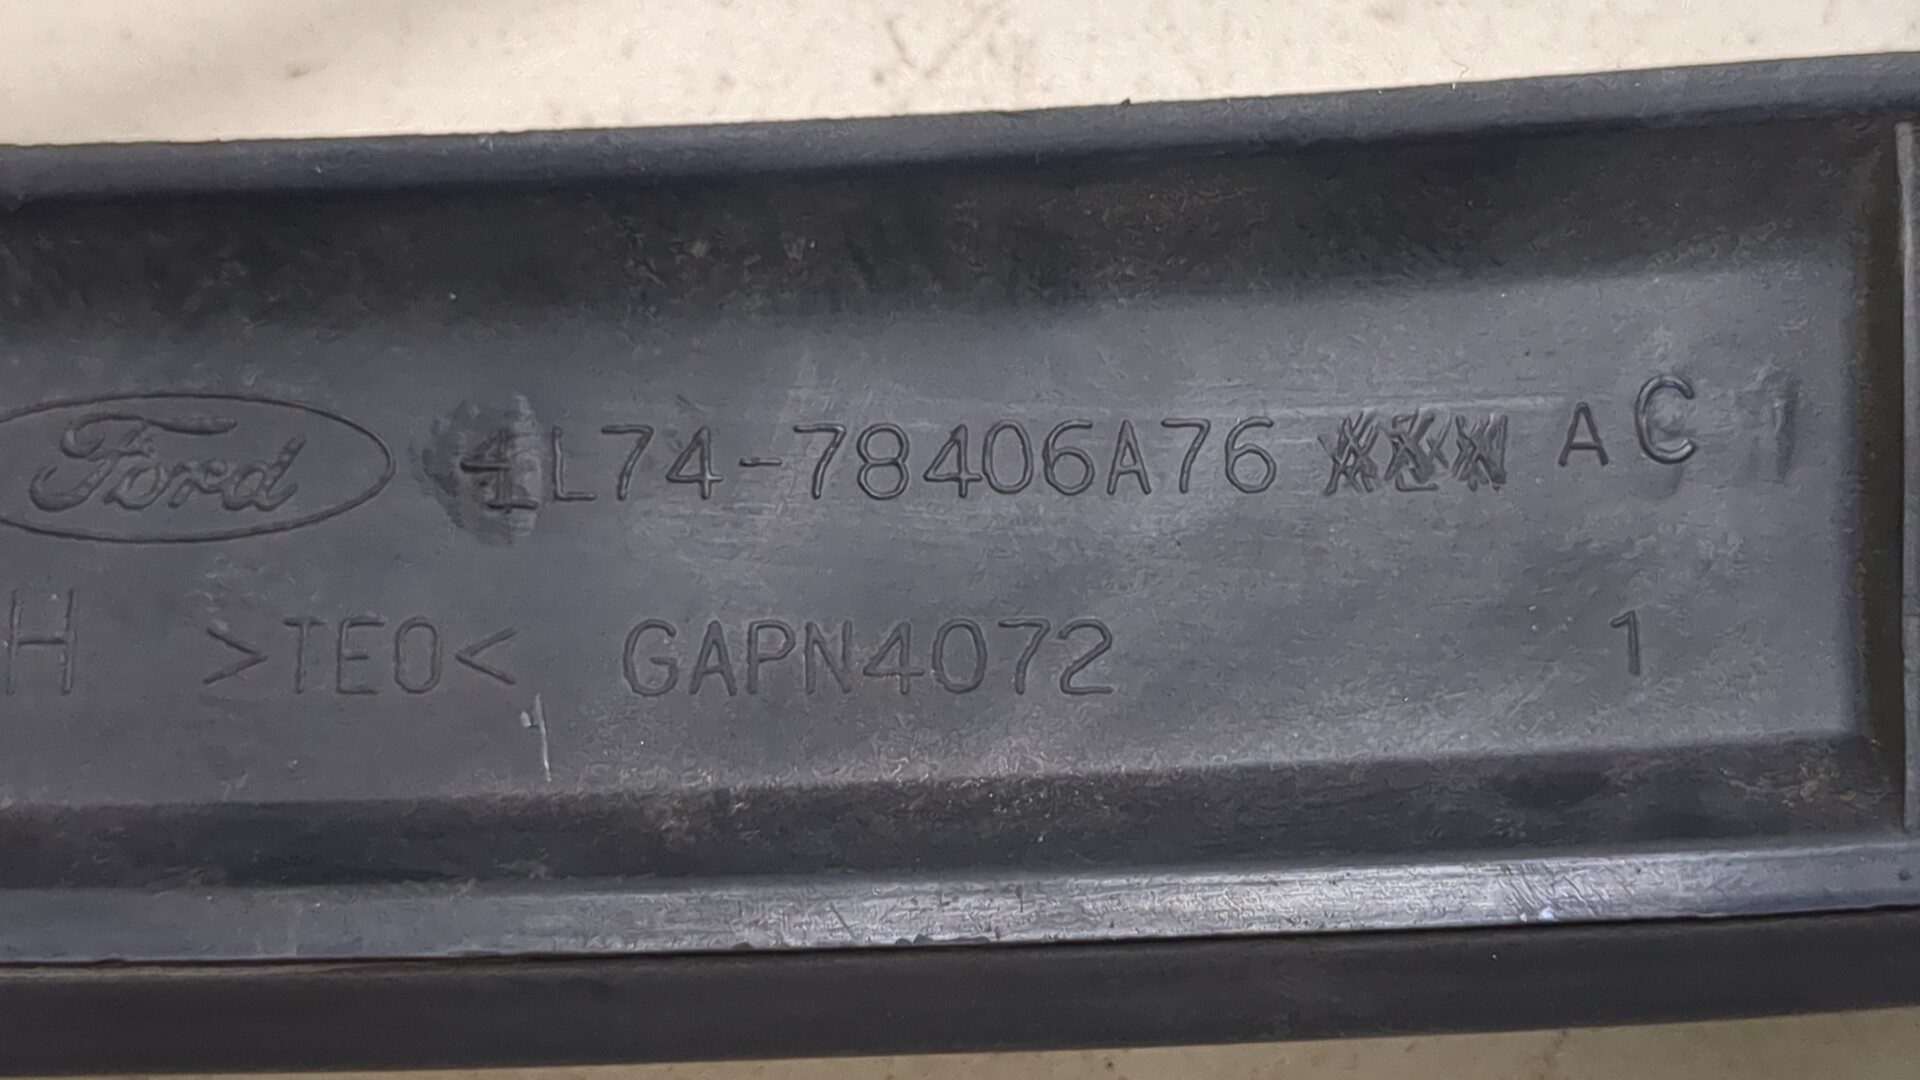 Ford 4L74-78406A76 AC
H >TEO< GAPN4072 1